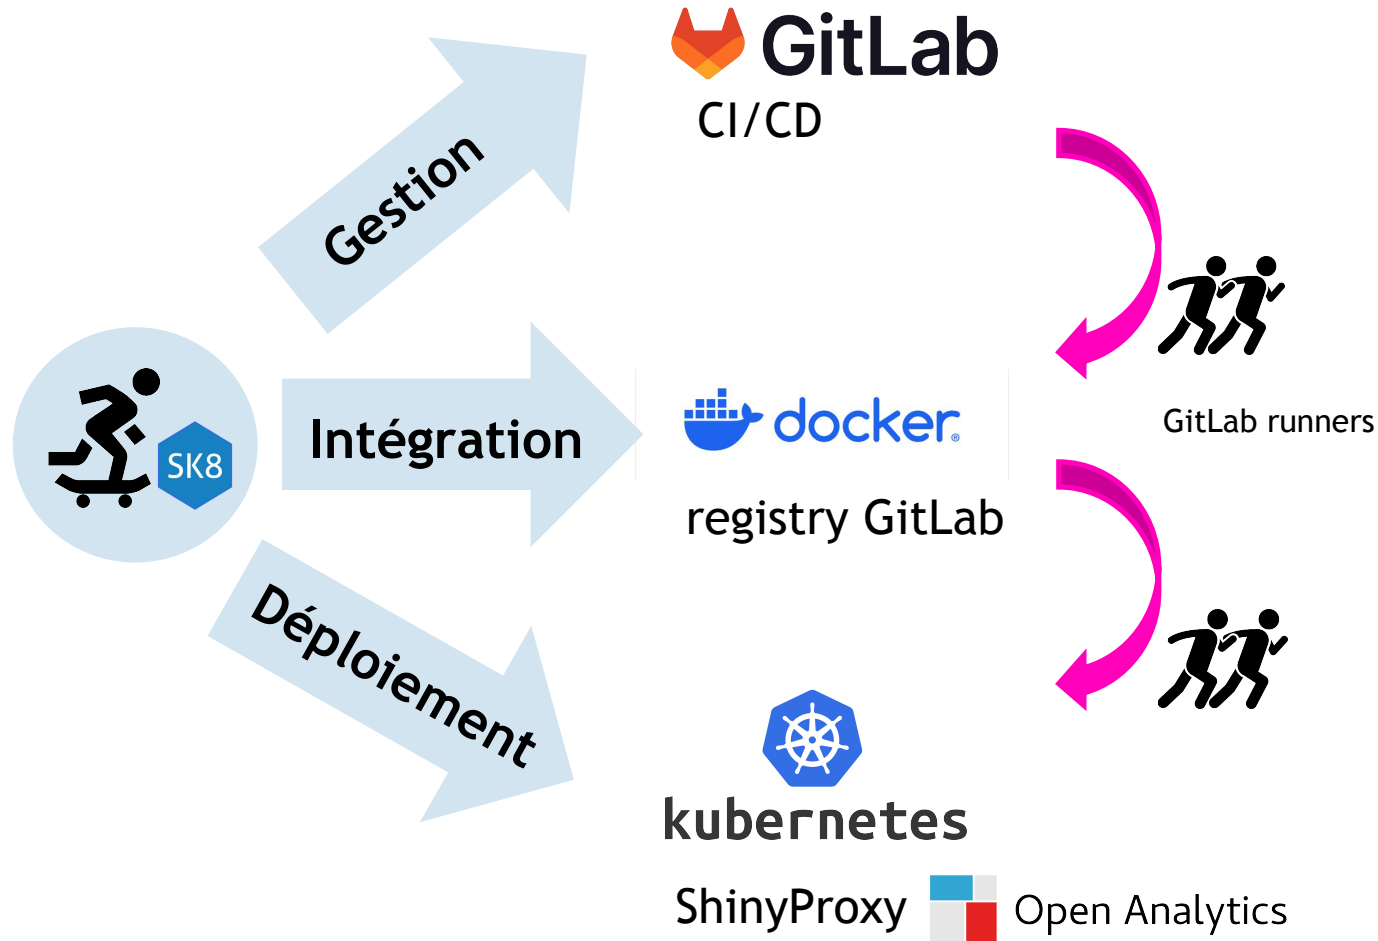 GitLab
CI/CD
Gestion
SK8
Intégration
docker®
registry GitLab
GitLab runners
Déploiement
kubernetes
ShinyProxy
Open Analytics